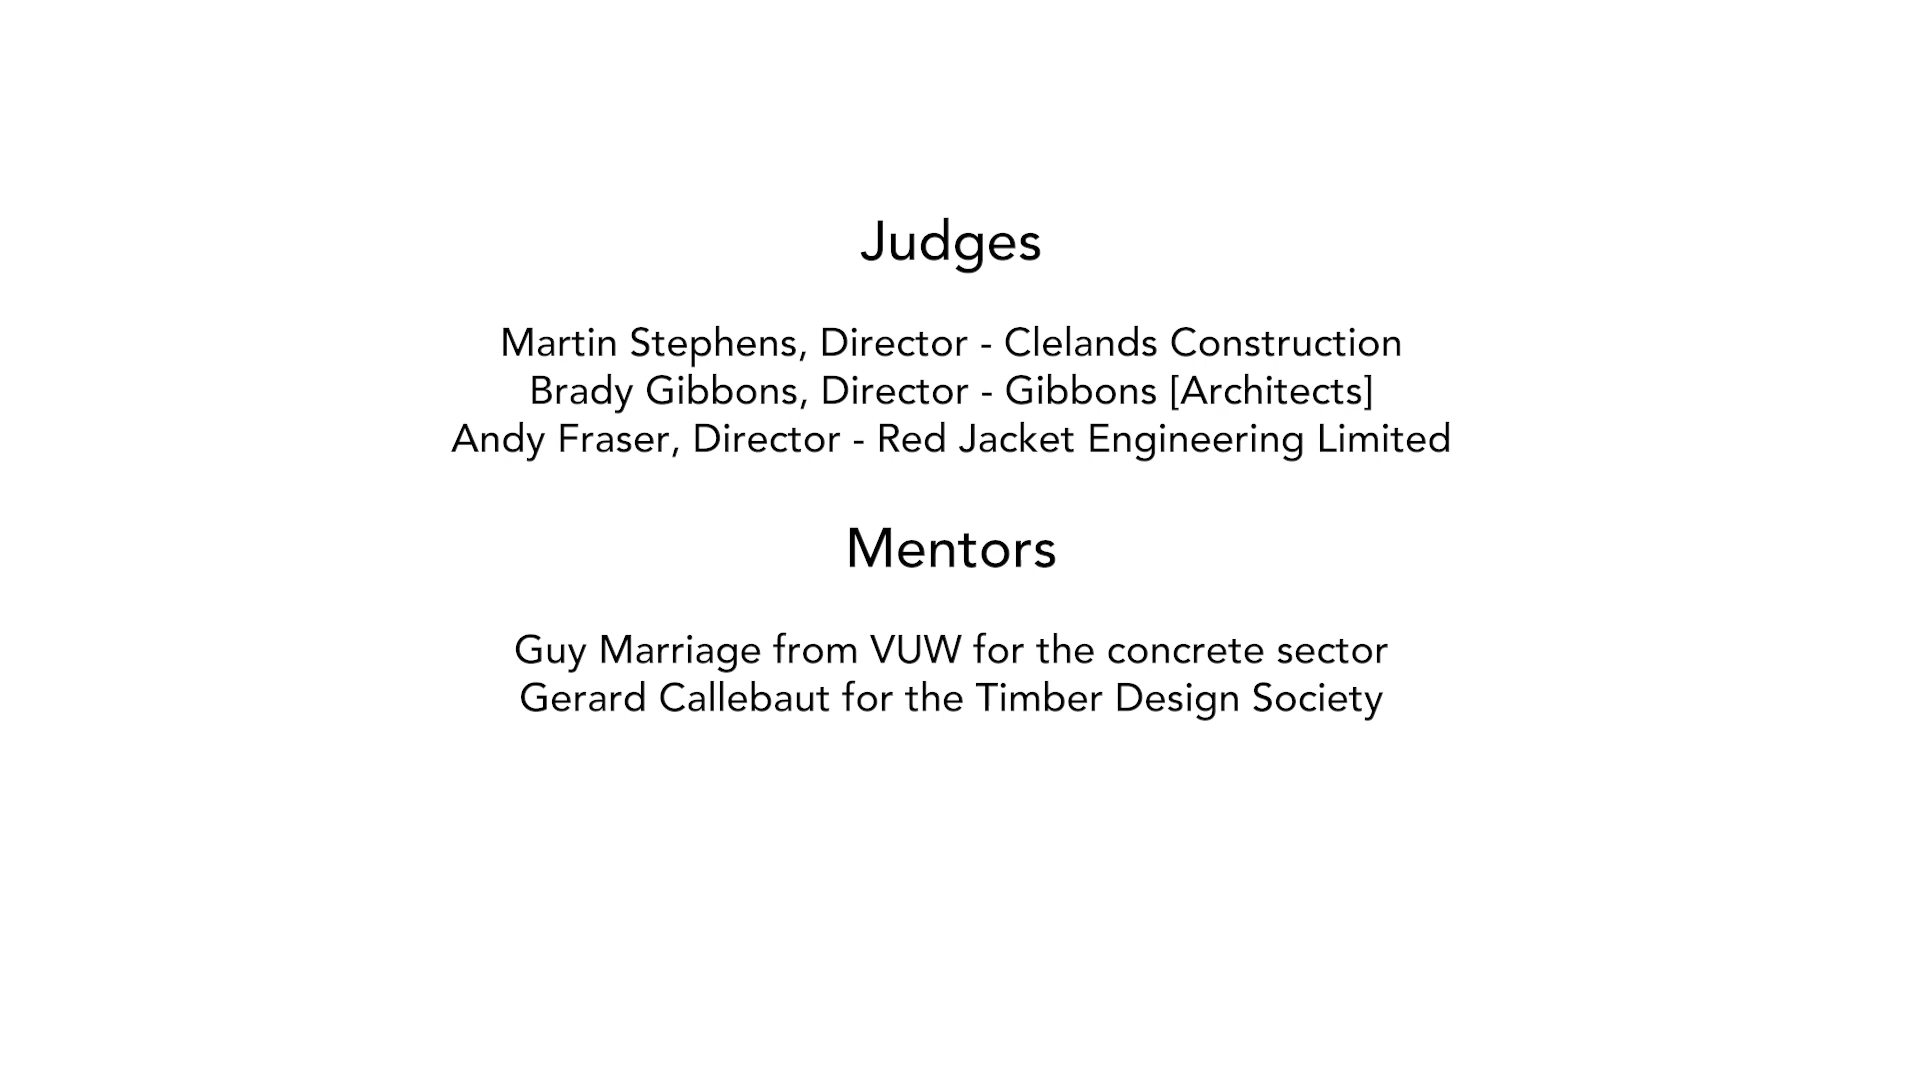 Judges
Martin Stephens, Director - Clelands Construction
Brady Gibbons, Director - Gibbons [Architects]
Andy Fraser, Director - Red Jacket Engineering Limited
Mentors
Guy Marriage from VUW for the concrete sector
Gerard Callebaut for the Timber Design Society